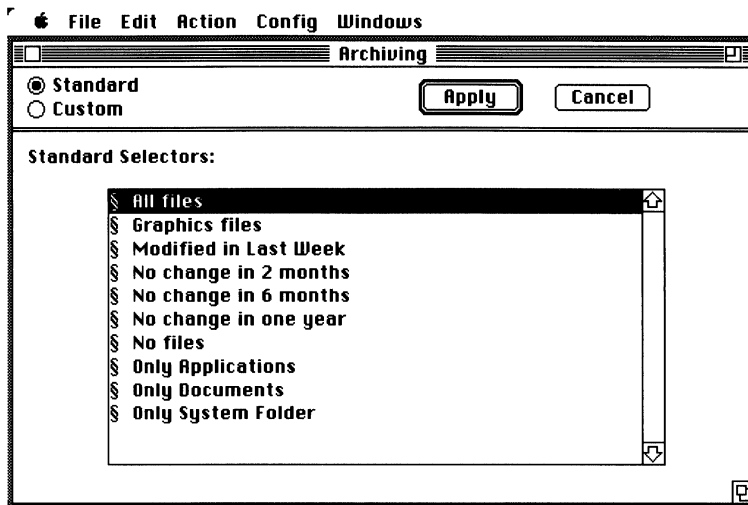 File Edit Action Config Windows
Archiving
Standard
Custom
Apply
Cancel
Standard Selectors:
§ All files
§ Graphics files
§ Modified in Last Week
§ No change in 2 months
§ No change in 6 months
§ No change in one year
§ No files
§ Only Applications
§ Only Documents
§ Only System Folder